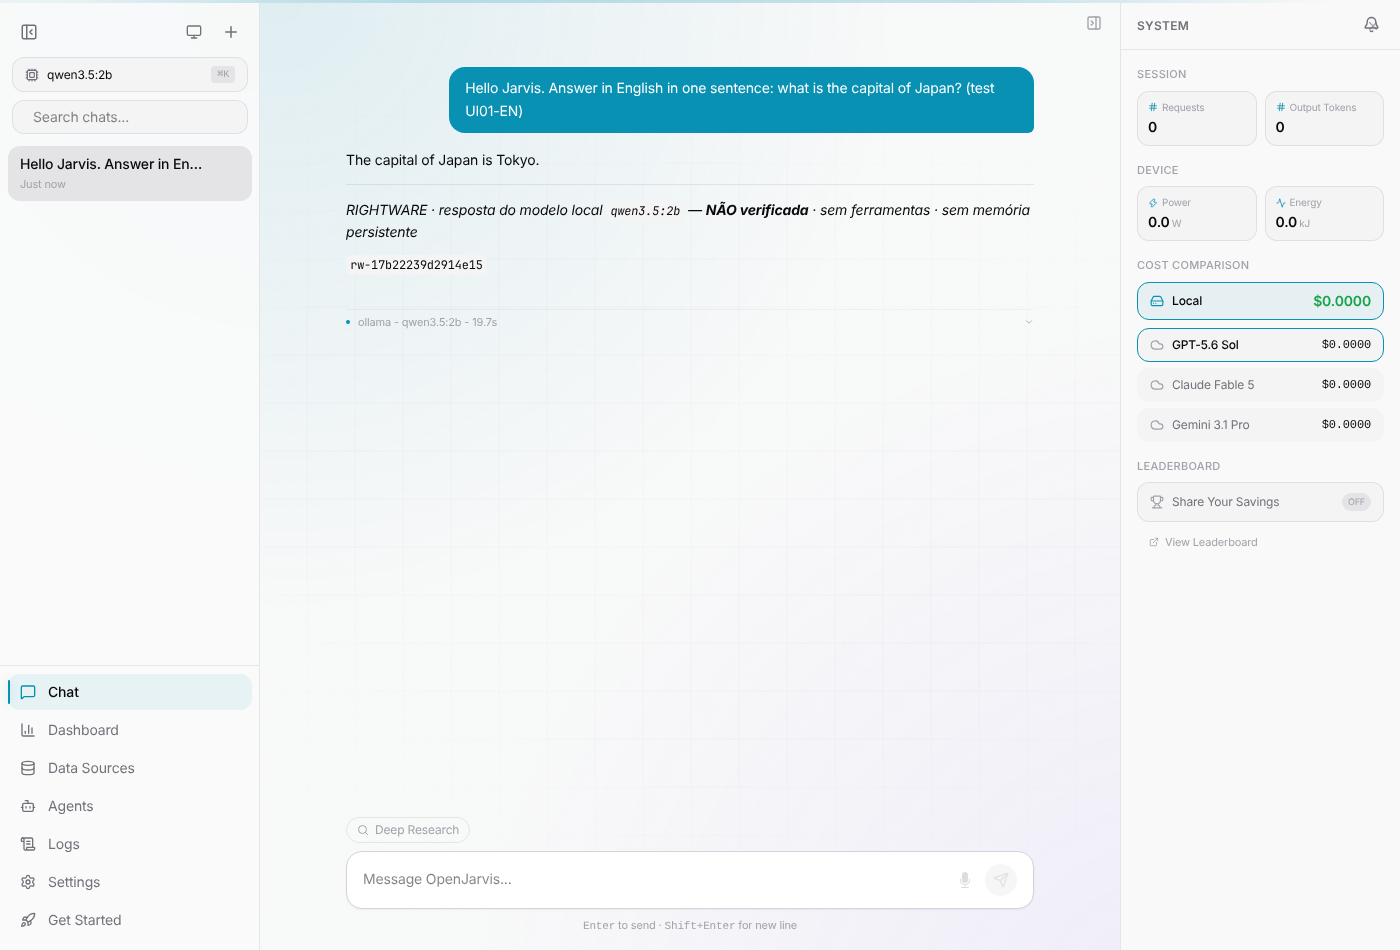 qwen3.5:2b
⌘K
Search chats...
Hello Jarvis. Answer in En...
Just now
Chat
Dashboard
Data Sources
Agents
Logs
Settings
Get Started
Hello Jarvis. Answer in English in one sentence: what is the capital of Japan? (test
UI01-EN)
The capital of Japan is Tokyo.
RIGHTWARE · resposta do modelo local qwen3.5:2b — NÃO verificada · sem ferramentas · sem memória
persistente
rw-17b22239d2914e15
ollama - qwen3.5:2b - 19.7s
Deep Research
Message OpenJarvis...
Enter to send · Shift+Enter for new line
SYSTEM
SESSION
Requests
0
Output Tokens
0
DEVICE
Power
0.0 W
Energy
0.0 kJ
COST COMPARISON
Local $0.0000
GPT-5.6 Sol $0.0000
Claude Fable 5 $0.0000
Gemini 3.1 Pro $0.0000
LEADERBOARD
Share Your Savings OFF
View Leaderboard